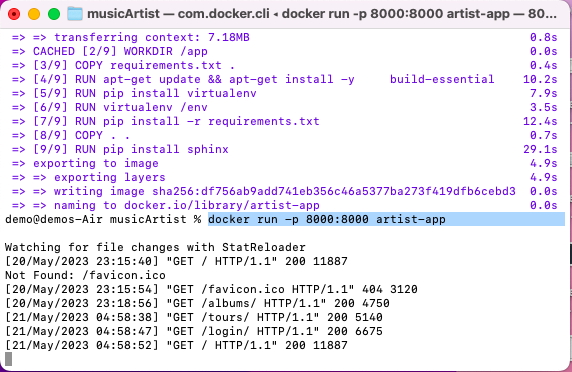 musicArtist — com.docker.cli ◂ docker run -p 8000:8000 artist-app — 80...
=> => transferring context: 7.18MB 0.8s
=> CACHED [2/9] WORKDIR /app 0.0s
=> [3/9] COPY requirements.txt . 0.4s
=> [4/9] RUN apt-get update && apt-get install -y     build-essential 10.2s
=> [5/9] RUN pip install virtualenv 7.9s
=> [6/9] RUN virtualenv /env 3.5s
=> [7/9] RUN pip install -r requirements.txt 12.4s
=> [8/9] COPY . . 0.7s
=> [9/9] RUN pip install sphinx 29.1s
=> exporting to image 4.9s
=> => exporting layers 4.9s
=> => writing image sha256:df756ab9add741eb356c46a5377ba273f419dfb6cebd3 0.0s
=> => naming to docker.io/library/artist-app 0.0s
demo@demos-Air musicArtist % docker run -p 8000:8000 artist-app
Watching for file changes with StatReloader
[20/May/2023 23:15:40] "GET / HTTP/1.1" 200 11887
Not Found: /favicon.ico
[20/May/2023 23:15:54] "GET /favicon.ico HTTP/1.1" 404 3120
[20/May/2023 23:18:56] "GET /albums/ HTTP/1.1" 200 4750
[21/May/2023 04:58:38] "GET /tours/ HTTP/1.1" 200 5140
[21/May/2023 04:58:47] "GET /login/ HTTP/1.1" 200 6675
[21/May/2023 04:58:52] "GET / HTTP/1.1" 200 11887